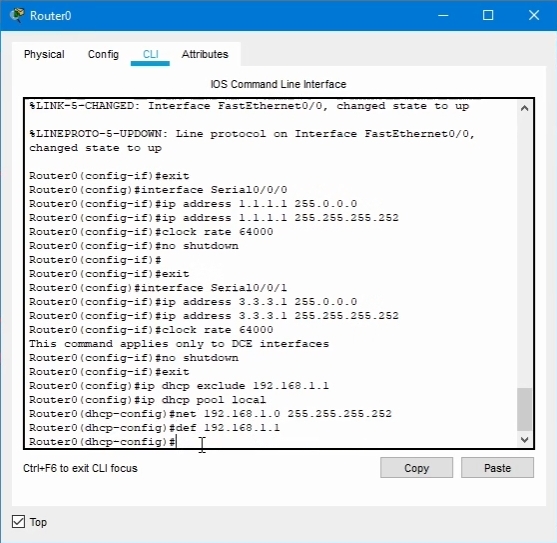 Router0
Physical Config CLI Attributes
IOS Command Line Interface
%LINK-5-CHANGED: Interface FastEthernet0/0, changed state to up
%LINEPROTO-5-UPDOWN: Line protocol on Interface FastEthernet0/0,
changed state to up
Router0(config-if)#exit
Router0(config)#interface Serial0/0/0
Router0(config-if)#ip address 1.1.1.1 255.0.0.0
Router0(config-if)#ip address 1.1.1.1 255.255.255.252
Router0(config-if)#clock rate 64000
Router0(config-if)#no shutdown
Router0(config-if)#
Router0(config-if)#exit
Router0(config)#interface Serial0/0/1
Router0(config-if)#ip address 3.3.3.1 255.0.0.0
Router0(config-if)#ip address 3.3.3.1 255.255.255.252
Router0(config-if)#clock rate 64000
This command applies only to DCE interfaces
Router0(config-if)#no shutdown
Router0(config-if)#exit
Router0(config)#ip dhcp exclude 192.168.1.1
Router0(config)#ip dhcp pool local
Router0(dhcp-config)#net 192.168.1.0 255.255.255.252
Router0(dhcp-config)#def 192.168.1.1
Router0(dhcp-config)#
Ctrl+F6 to exit CLI focus
Copy Paste
Top